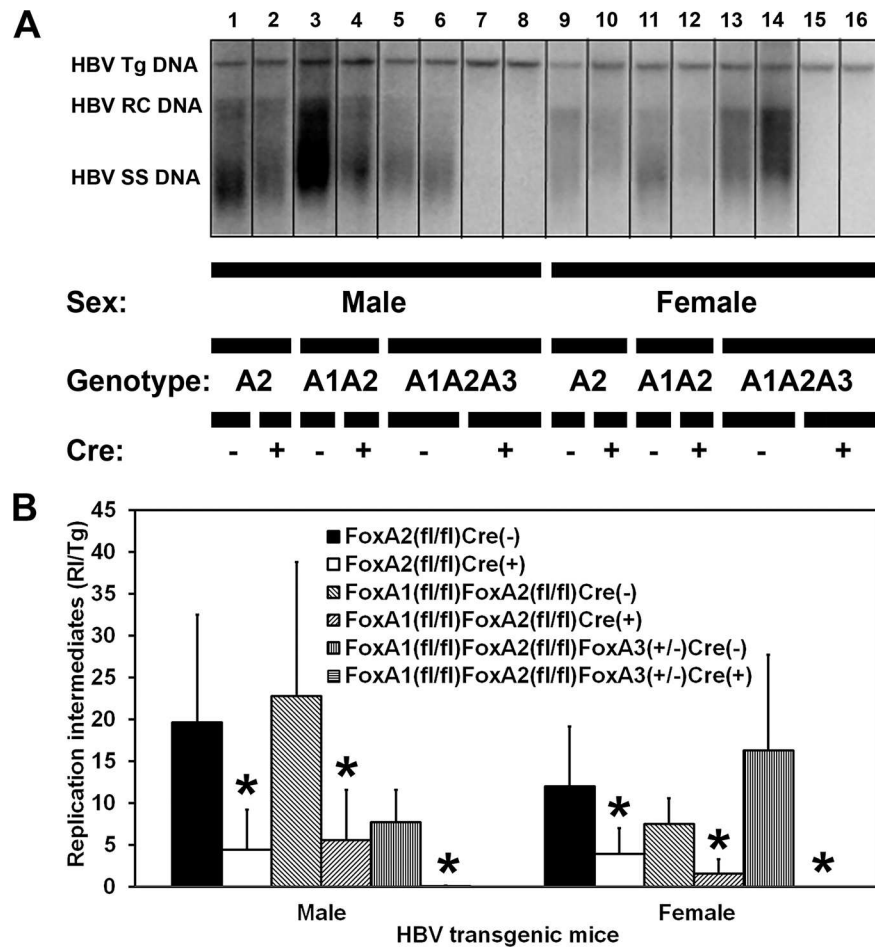 A
1 2 3 4 5 6 7 8 9 10 11 12 13 14 15 16
HBV Tg DNA
HBV RC DNA
HBV SS DNA
Sex: Male Female
Genotype: A2 A1A2 A1A2A3 A2 A1A2 A1A2A3
Cre: - + - + - + - + - + - +
B
Replication intermediates (RI/Tg)
45
40
35
30
25
20
15
10
5
0
FoxA2(fl/fl)Cre(-)
FoxA2(fl/fl)Cre(+)
FoxA1(fl/fl)FoxA2(fl/fl)Cre(-)
FoxA1(fl/fl)FoxA2(fl/fl)Cre(+)
FoxA1(fl/fl)FoxA2(fl/fl)FoxA3(+/-)Cre(-)
FoxA1(fl/fl)FoxA2(fl/fl)FoxA3(+/-)Cre(+)
* * * * * *
Male Female
HBV transgenic mice